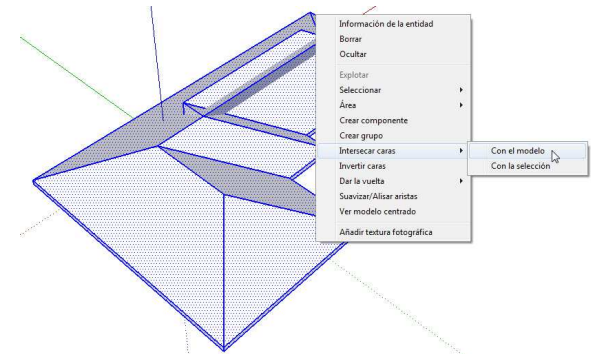 Información de la entidad
Borrar
Ocultar
Explotar
Seleccionar
Área
Crear componente
Crear grupo
Intersecar caras
Con el modelo
Invertir caras
Con la selección
Dar la vuelta
Suavizar/Alisar aristas
Ver modelo centrado
Añadir textura fotográfica